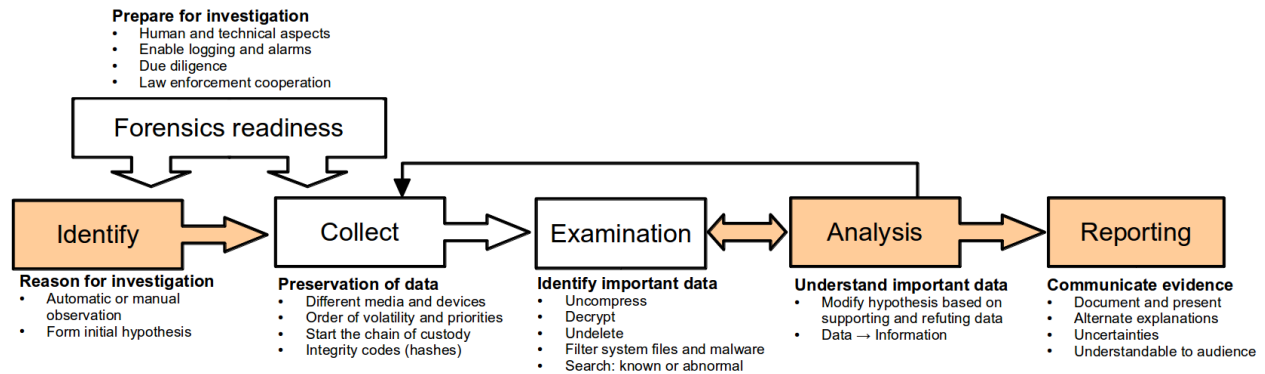 Prepare for investigation
• Human and technical aspects
• Enable logging and alarms
• Due diligence
• Law enforcement cooperation
Forensics readiness
Identify
Reason for investigation
• Automatic or manual
observation
• Form initial hypothesis
Collect
Preservation of data
• Different media and devices
• Order of volatility and priorities
• Start the chain of custody
• Integrity codes (hashes)
Examination
Identify important data
• Uncompress
• Decrypt
• Undelete
• Filter system files and malware
• Search: known or abnormal
Analysis
Understand important data
• Modify hypothesis based on
supporting and refuting data
• Data → Information
Reporting
Communicate evidence
• Document and present
• Alternate explanations
• Uncertainties
• Understandable to audience